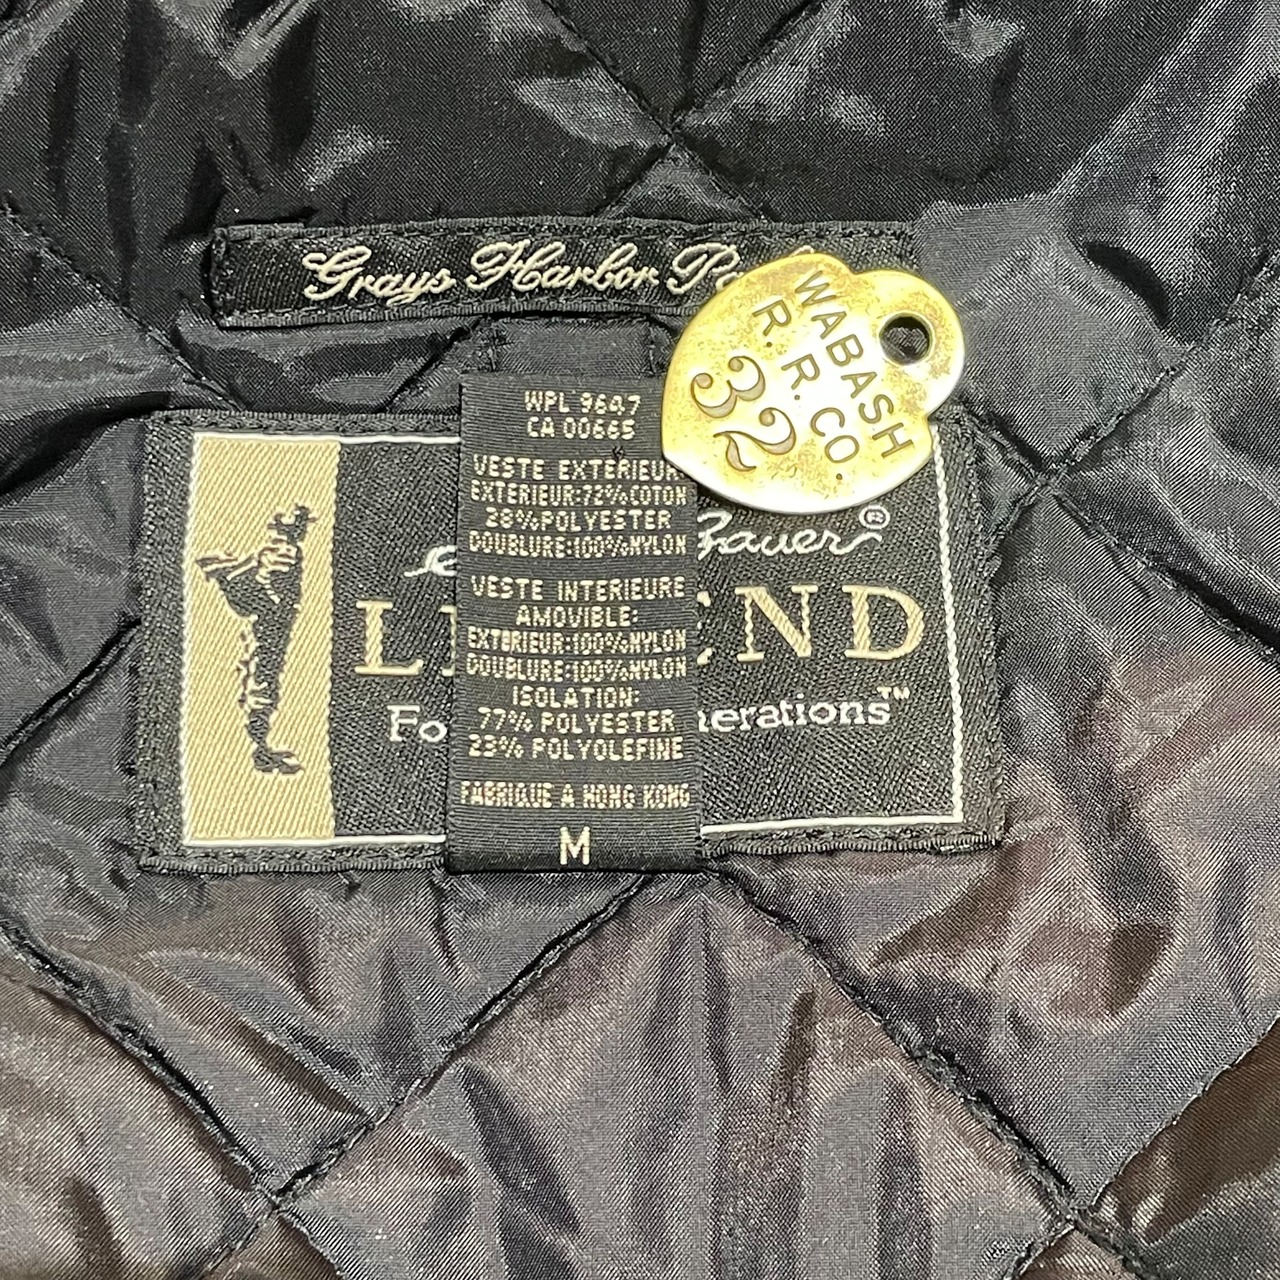 Grays Harbor
WABASH
R. R. CO.
32
WPL 9647
CA 00665
VESTE EXTERIEUR
EXTERIEUR:72%COTON
28%POLYESTER
DOUBLURE:100%NYLON
VESTE INTERIEURE
AMOVIBLE:
EXTERIEUR:100%NYLON
DOUBLURE:100%NYLON
ISOLATION:
77% POLYESTER
23% POLYOLEFINE
FABRIQUE A HONG KONG
M
Bauer®
L END
Fo nerations™